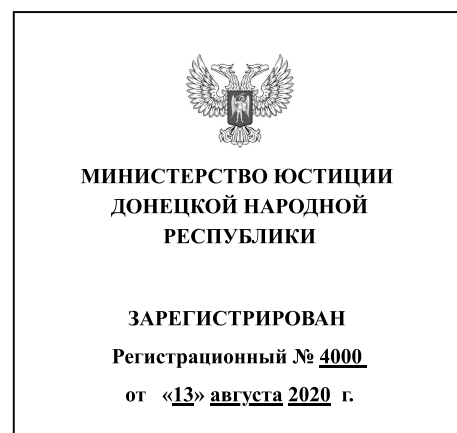 МИНИСТЕРСТВО ЮСТИЦИИ
ДОНЕЦКОЙ НАРОДНОЙ
РЕСПУБЛИКИ
ЗАРЕГИСТРИРОВАН
Регистрационный № 4000
от «13» августа 2020 г.